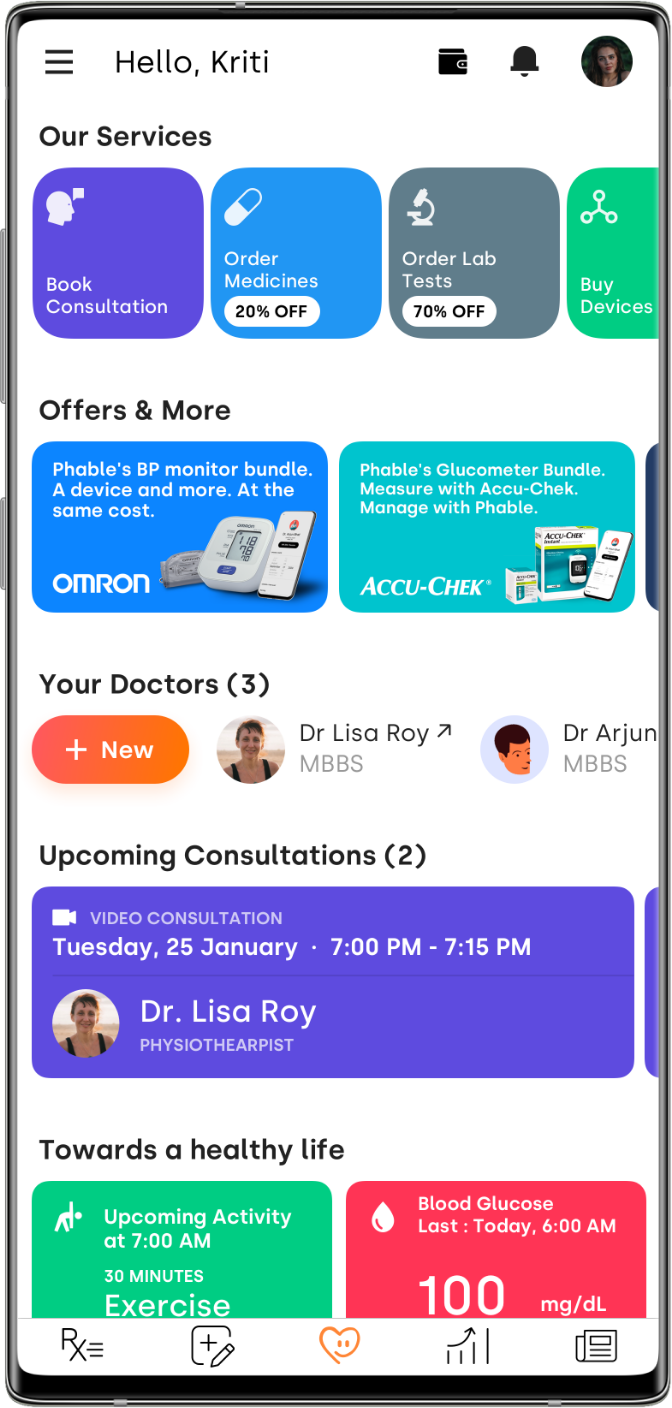 Hello, Kriti
Our Services
Book
Consultation
Order
Medicines
20% OFF
Order Lab
Tests
70% OFF
Buy
Devices
Offers & More
Phable's BP monitor bundle.
A device and more. At the
same cost.
OMRON
OMRON
Phable's Glucometer Bundle.
Measure with Accu-Chek.
Manage with Phable.
ACCU-CHEK®
ACCU-CHEK
Instant
Your Doctors (3)
+ New
Dr Lisa Roy ↗
MBBS
Dr Arjun
MBBS
Upcoming Consultations (2)
VIDEO CONSULTATION
Tuesday, 25 January · 7:00 PM - 7:15 PM
Dr. Lisa Roy
PHYSIOTHEARPIST
Towards a healthy life
Upcoming Activity
at 7:00 AM
30 MINUTES
Exercise
Blood Glucose
Last : Today, 6:00 AM
100 mg/dL